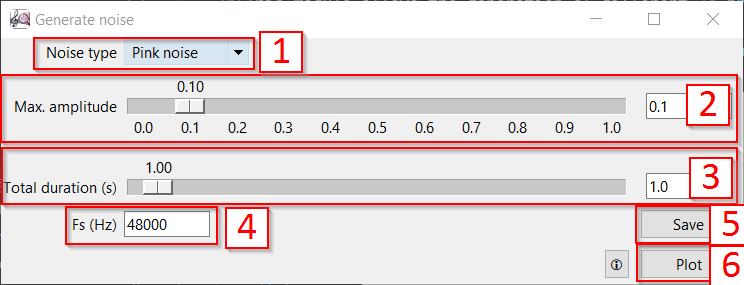 Generate noise
Noise type Pink noise 1
0.10
Max. amplitude 0.1 2
0.0 0.1 0.2 0.3 0.4 0.5 0.6 0.7 0.8 0.9 1.0
1.00
Total duration (s) 1.0 3
Fs (Hz) 48000 4 Save 5
Plot 6